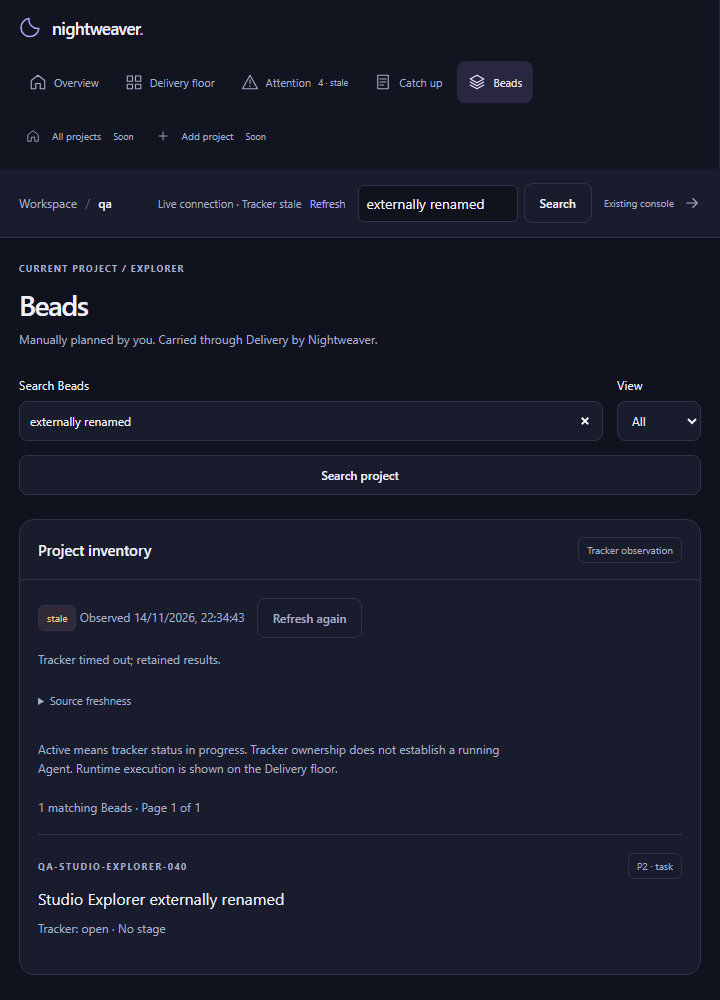 nightweaver.
Overview
Delivery floor
Attention 4 · stale
Catch up
Beads
All projects Soon
Add project Soon
Workspace / qa
Live connection · Tracker stale Refresh
externally renamed
Search
Existing console
CURRENT PROJECT / EXPLORER
Beads
Manually planned by you. Carried through Delivery by Nightweaver.
Search Beads
View
externally renamed
All
Search project
Project inventory
Tracker observation
stale Observed 14/11/2026, 22:34:43
Refresh again
Tracker timed out; retained results.
Source freshness
Active means tracker status in progress. Tracker ownership does not establish a running
Agent. Runtime execution is shown on the Delivery floor.
1 matching Beads · Page 1 of 1
QA-STUDIO-EXPLORER-040
P2 · task
Studio Explorer externally renamed
Tracker: open · No stage